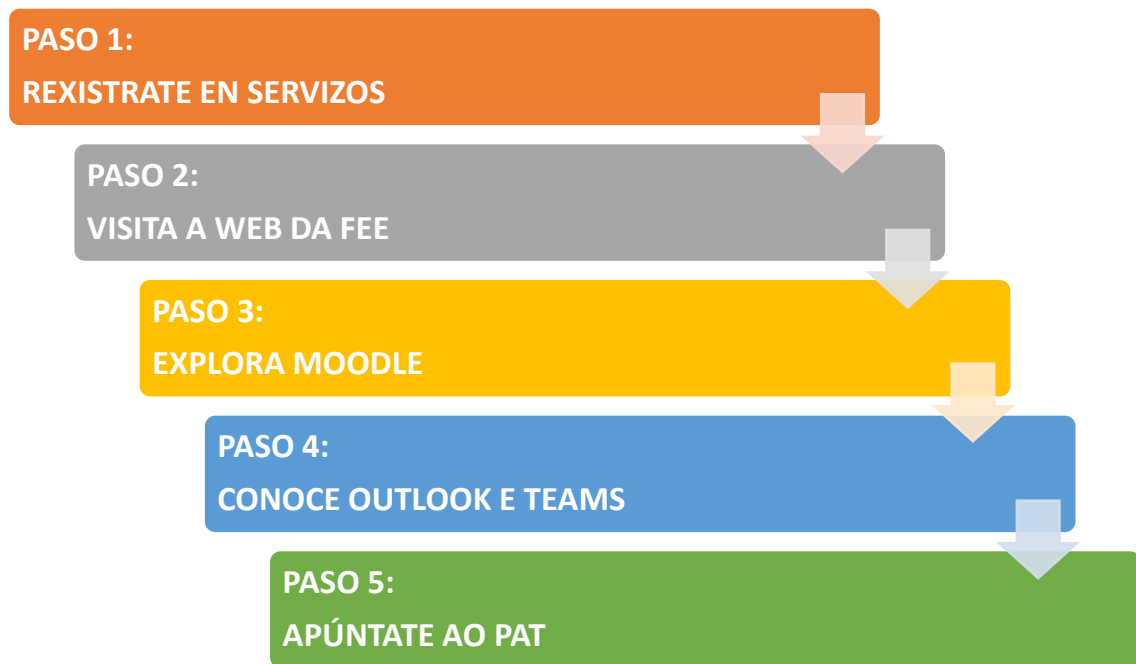 PASO 1:
REXISTRATE EN SERVIZOS
PASO 2:
VISITA A WEB DA FEE
PASO 3:
EXPLORA MOODLE
PASO 4:
CONOCE OUTLOOK E TEAMS
PASO 5:
APÚNTATE AO PAT